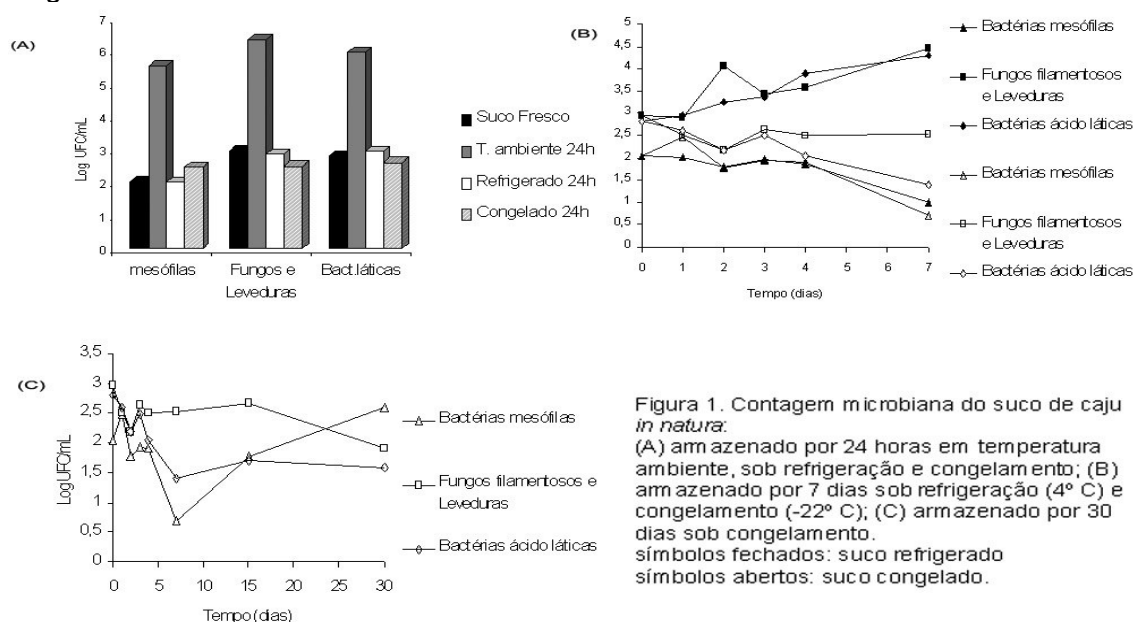 (A)
7
6
5
4
3
2
1
0
Log UFC/mL
mesófilas
Fungos e
Leveduras
Bact.láticas
Suco Fresco
T. ambiente 24h
Refrigerado 24h
Congelado 24h
(B)
5
4,5
4
3,5
3
2,5
2
1,5
1
0,5
0
0 1 2 3 4 5 6 7
Tempo (dias)
Bactérias mesófilas
Fungos filamentosos
e Leveduras
Bactérias ácido láticas
Bactérias mesófilas
Fungos filamentosos
e Leveduras
Bactérias ácido láticas
(C)
3,5
3
2,5
2
1,5
1
0,5
0
Log UFC/mL
0 5 10 15 20 25 30
Tempo (dias)
Bactérias mesófilas
Fungos filamentosos e
Leveduras
Bactérias ácido láticas
Figura 1. Contagem microbiana do suco de caju
in natura:
(A) armazenado por 24 horas em temperatura
ambiente, sob refrigeração e congelamento; (B)
armazenado por 7 dias sob refrigeração (4º C) e
congelamento (-22º C); (C) armazenado por 30
dias sob congelamento.
símbolos fechados: suco refrigerado
símbolos abertos: suco congelado.